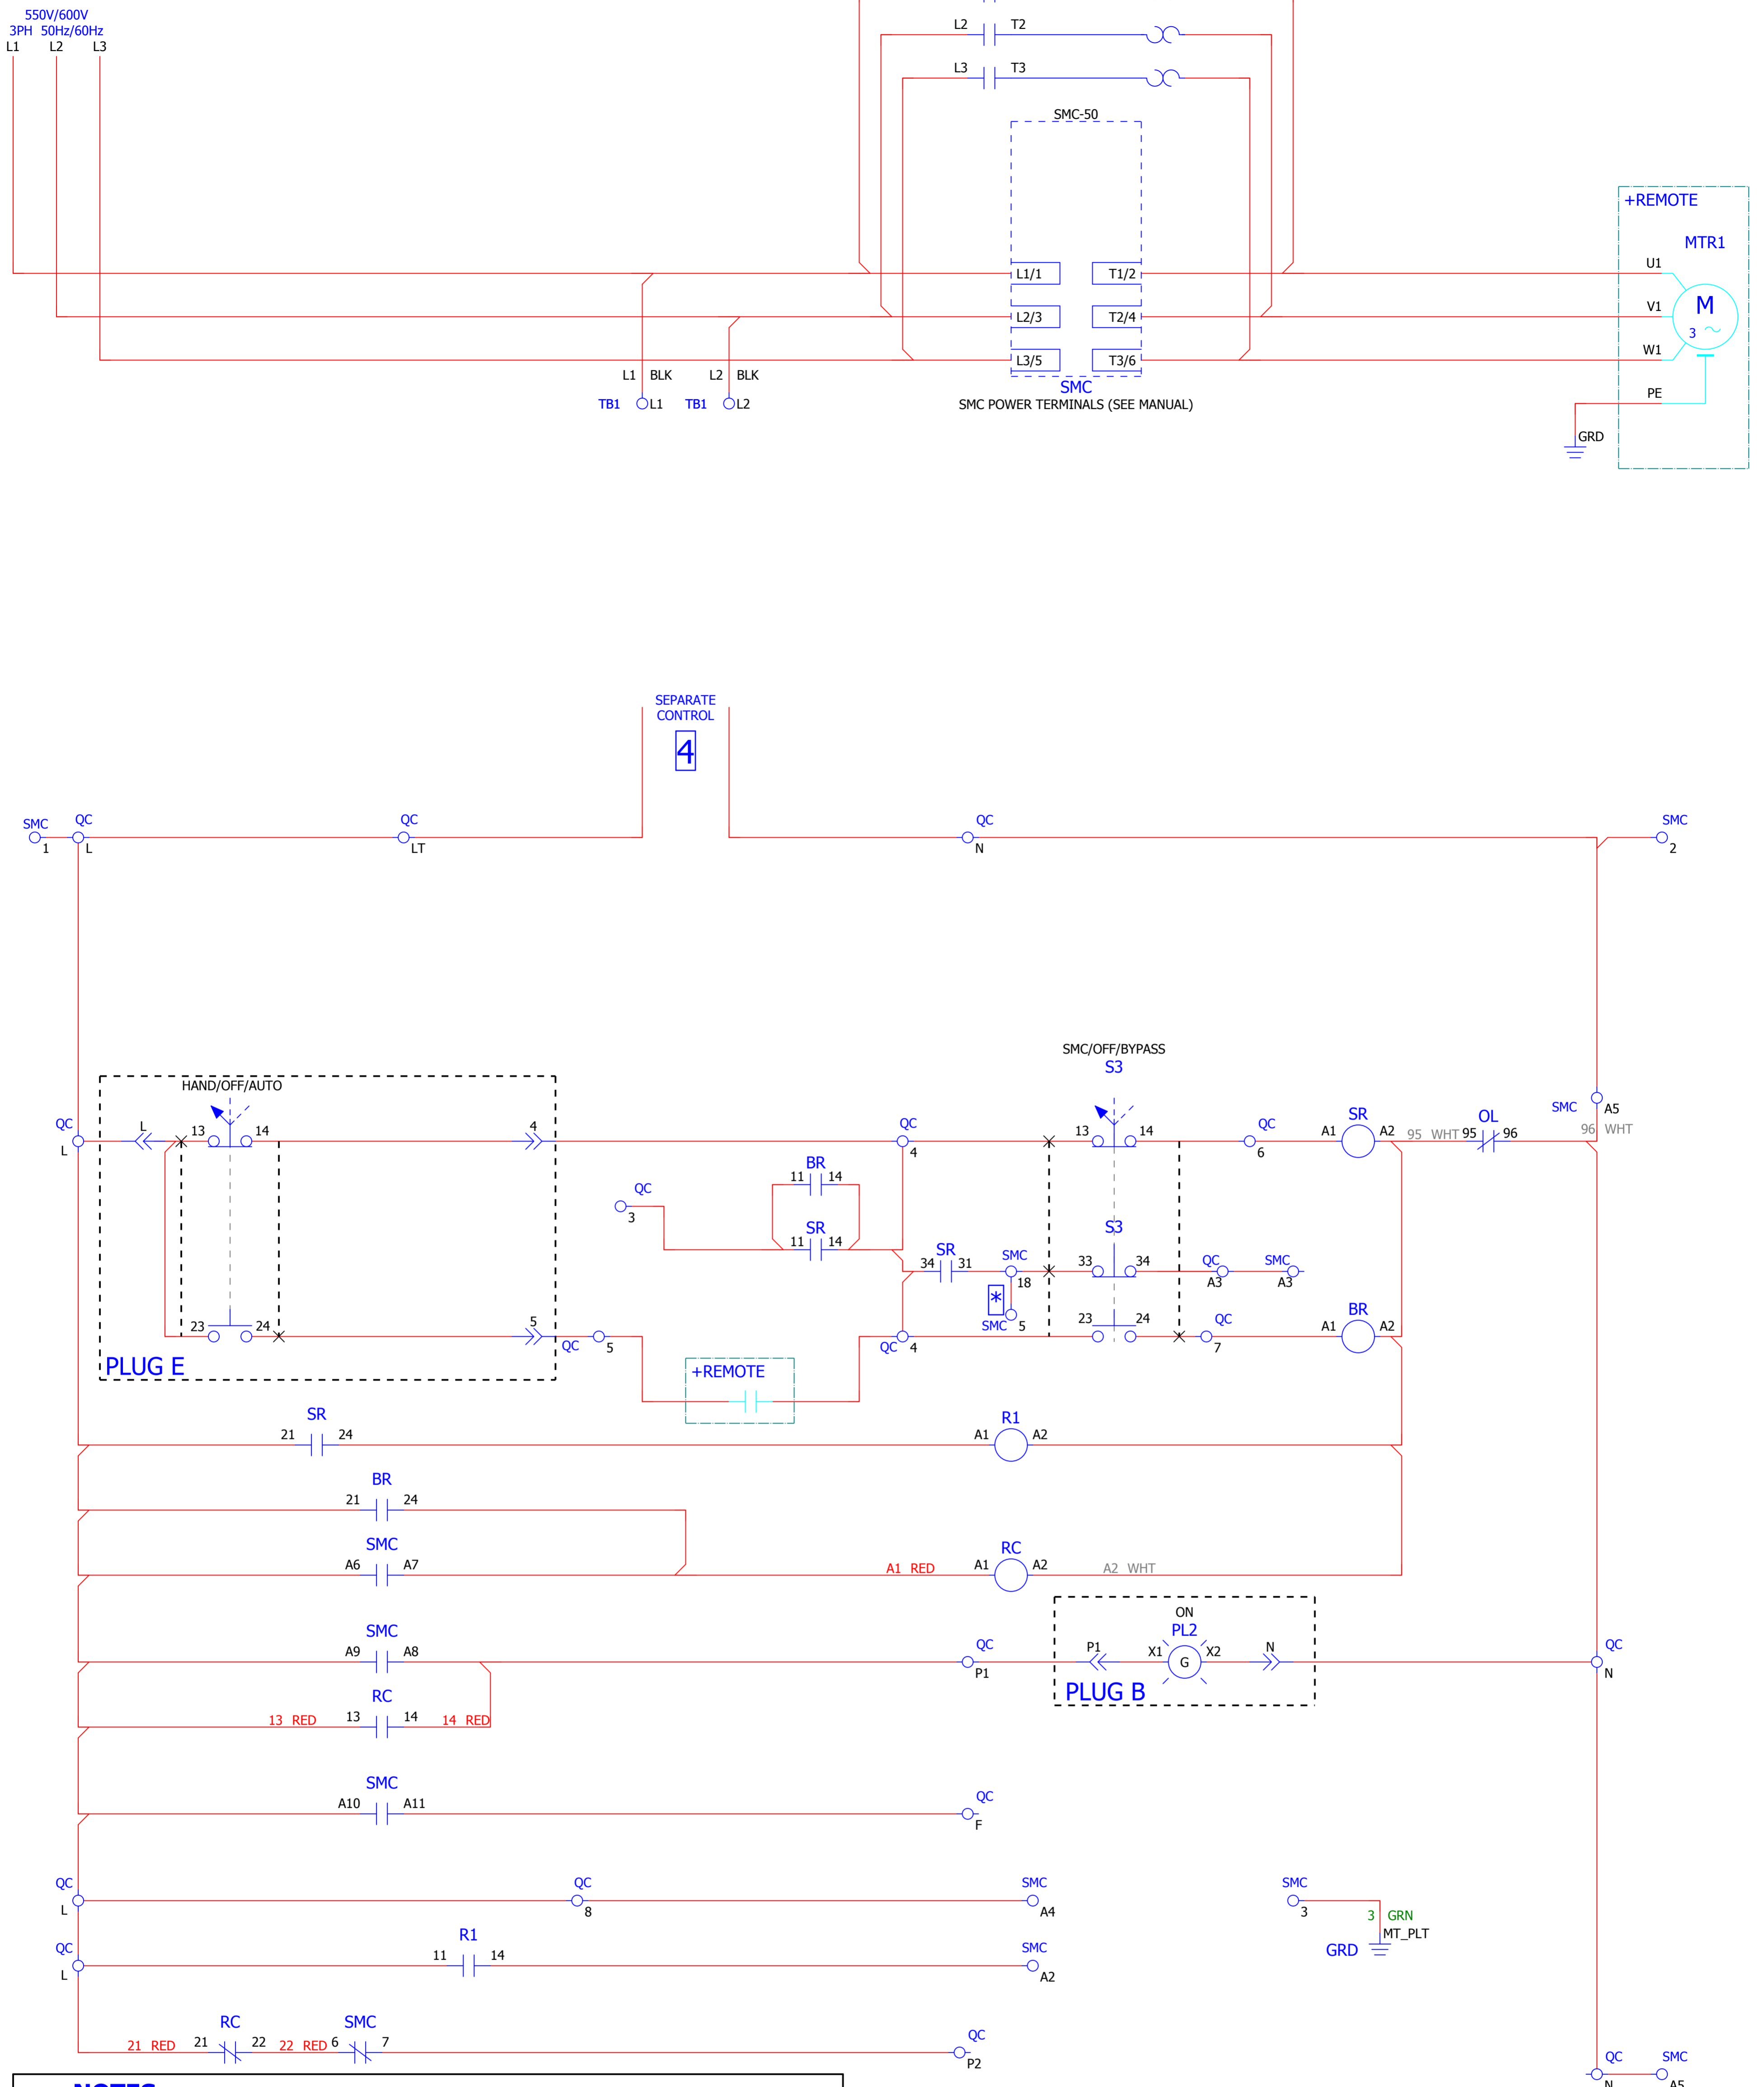 550V/600V
3PH 50Hz/60Hz
L1 L2 L3
L2 T2
L3 T3
SMC-50
+REMOTE
MTR1
L1/1 T1/2 U1
L2/3 T2/4 V1 M 3
L3/5 T3/6 W1
L1 BLK L2 BLK
SMC
PE
TB1 L1 TB1 L2
SMC POWER TERMINALS (SEE MANUAL)
GRD
SEPARATE
CONTROL
4
SMC QC QC QC SMC
1 L LT N 2
SMC/OFF/BYPASS
S3
HAND/OFF/AUTO
SMC A5
QC L 13 14 4 QC 13 14 QC SR OL
A1 A2 95 WHT 95 96 96 WHT
L 4 6
BR
11 14
QC
3
SR
11 14
S3
SR SMC
34 31 33 34 QC SMC
18 A3 A3
*
SMC 5
BR
23 24 5 QC 5 QC 4 23 24 QC A1 A2
7
PLUG E
+REMOTE
SR R1
21 24 A1 A2
BR
21 24
SMC RC
A6 A7 A1 RED A1 A2 A2 WHT
ON
SMC PL2
A9 A8 QC P1 X1 G X2 N QC
P1 N
PLUG B
RC
13 RED 13 14 14 RED
SMC
A10 A11 QC
F
QC QC SMC SMC
L 8 A4 3
3 GRN
MT_PLT
GRD
QC R1 SMC
L 11 14 A2
RC SMC
21 RED 21 22 22 RED 6 7 QC
P2
QC SMC
N A5
NOTES